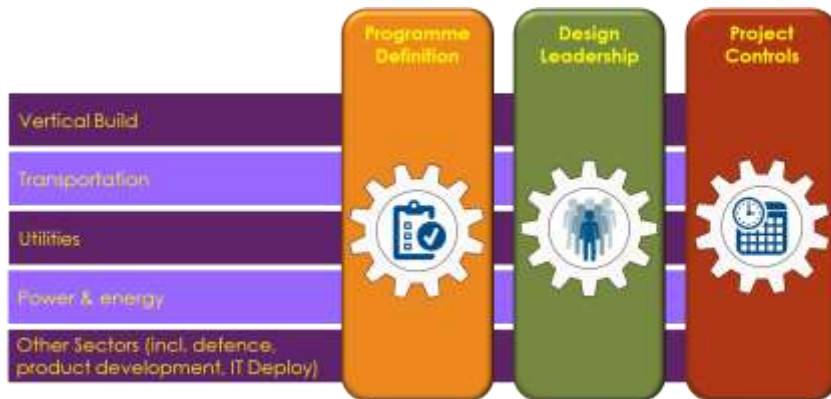 Programme
Definition
Design
Leadership
Project
Controls
Vertical Build
Transportation
Utilities
Power & energy
Other Sectors (incl. defence,
product development, IT Deploy)